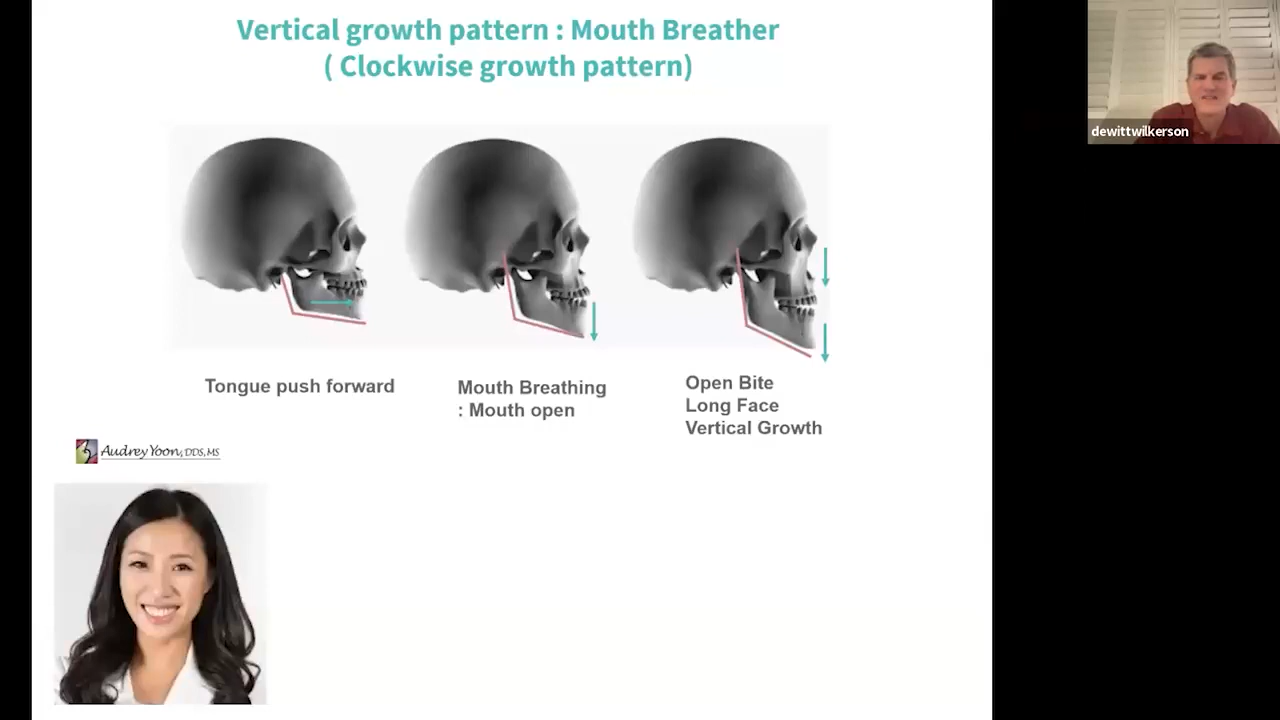 Vertical growth pattern : Mouth Breather
( Clockwise growth pattern)
dewittwilkerson
Tongue push forward
Mouth Breathing
: Mouth open
Open Bite
Long Face
Vertical Growth
Audrey Yoon, DDS, MS